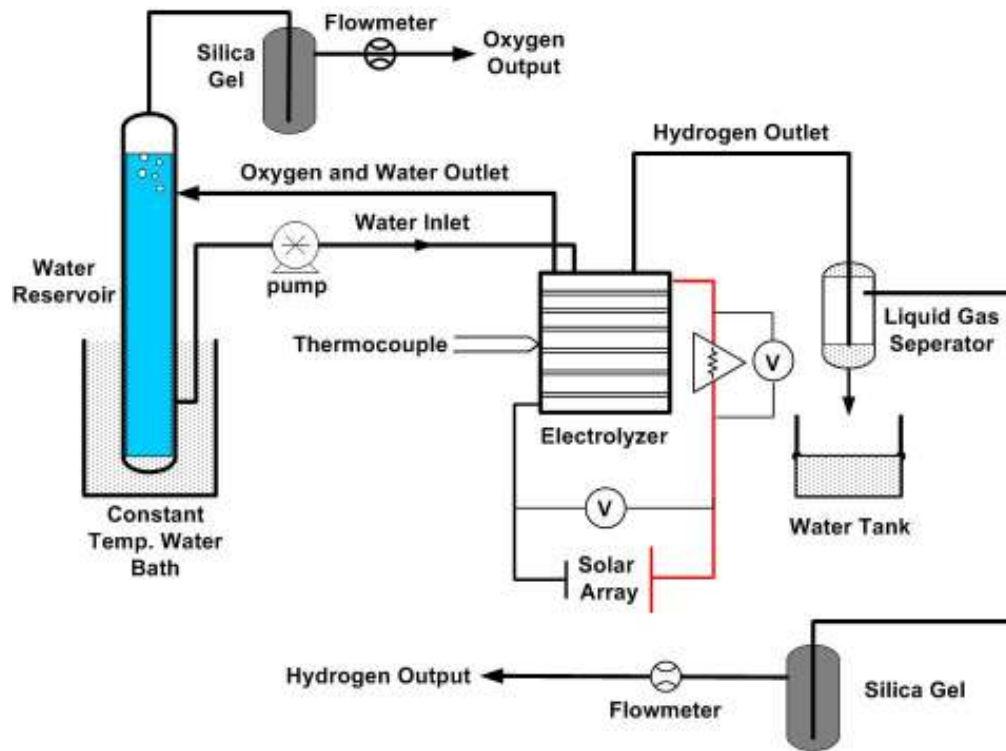 Flowmeter
Silica
Gel
Oxygen
Output
Hydrogen Outlet
Oxygen and Water Outlet
Water Inlet
Water
Reservoir
pump
Thermocouple
V
Liquid Gas
Seperator
Electrolyzer
V
Constant
Temp. Water
Bath
Solar
Array
Water Tank
Hydrogen Output
Flowmeter
Silica Gel